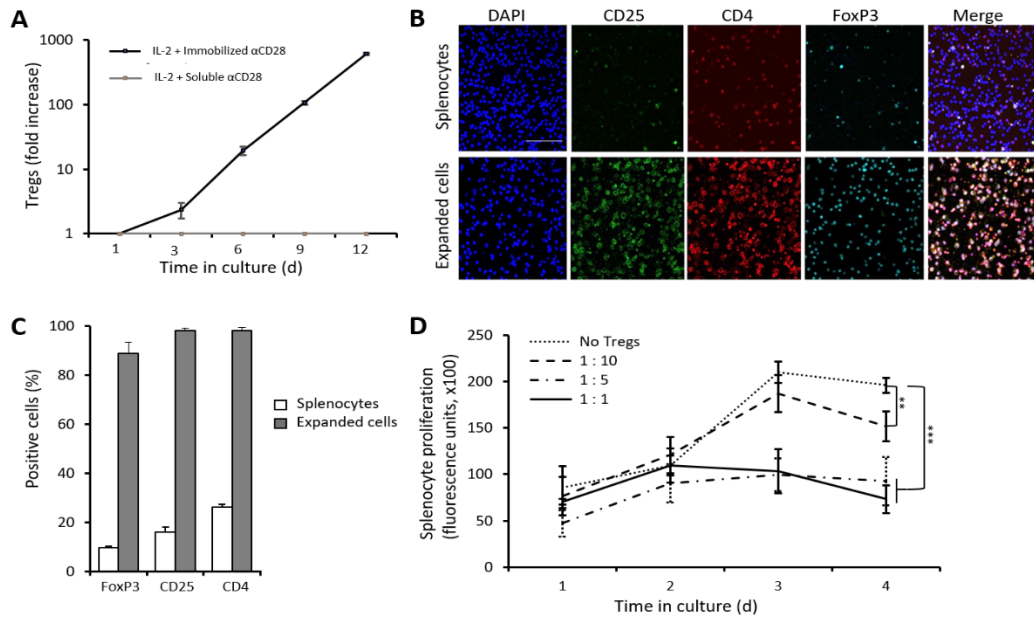 A
1000
100
10
1
Tregs (fold increase)
IL-2 + Immobilized αCD28
IL-2 + Soluble αCD28
1 3 6 9 12
Time in culture (d)
B
DAPI CD25 CD4 FoxP3 Merge
Splenocytes
Expanded cells
C
100
80
60
40
20
0
Positive cells (%)
Splenocytes
Expanded cells
FoxP3 CD25 CD4
D
250
200
150
100
50
0
Splenocyte proliferation
(fluorescence units, x100)
No Tregs
1 : 10
1 : 5
1 : 1
**
***
1 2 3 4
Time in culture (d)